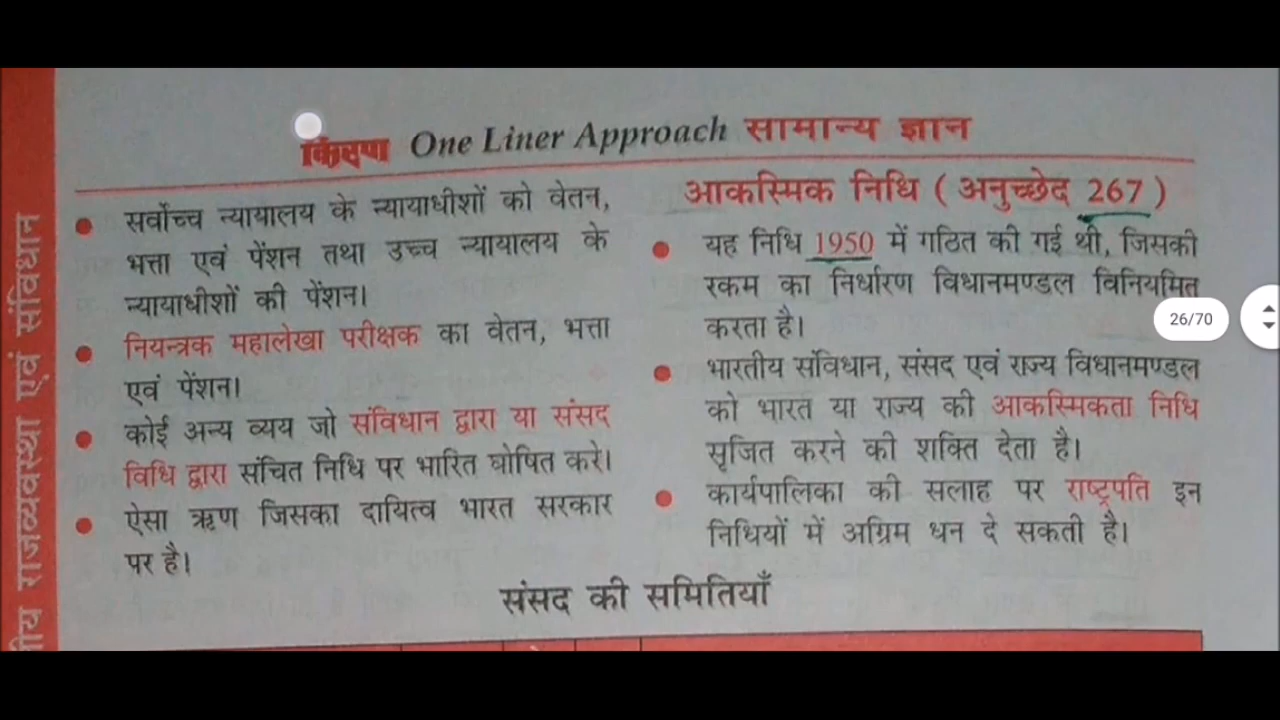 किरण One Liner Approach सामान्य ज्ञान
सर्वोच्च न्यायालय के न्यायाधीशों को वेतन,
भत्ता एवं पेंशन तथा उच्च न्यायालय के
न्यायाधीशों की पेंशन।
नियन्त्रक महालेखा परीक्षक का वेतन, भत्ता
एवं पेंशन।
कोई अन्य व्यय जो संविधान द्वारा या संसद
विधि द्वारा संचित निधि पर भारित घोषित करे।
ऐसा ऋण जिसका दायित्व भारत सरकार
पर है।
आकस्मिक निधि ( अनुच्छेद 267 )
यह निधि 1950 में गठित की गई थी, जिसकी
रकम का निर्धारण विधानमण्डल विनियमित
करता है।
भारतीय संविधान, संसद एवं राज्य विधानमण्डल
को भारत या राज्य की आकस्मिकता निधि
सृजित करने की शक्ति देता है।
कार्यपालिका की सलाह पर राष्ट्रपति इन
निधियों में अग्रिम धन दे सकती है।
संसद की समितियाँ
राजव्यवस्था एवं संविधान
26/70